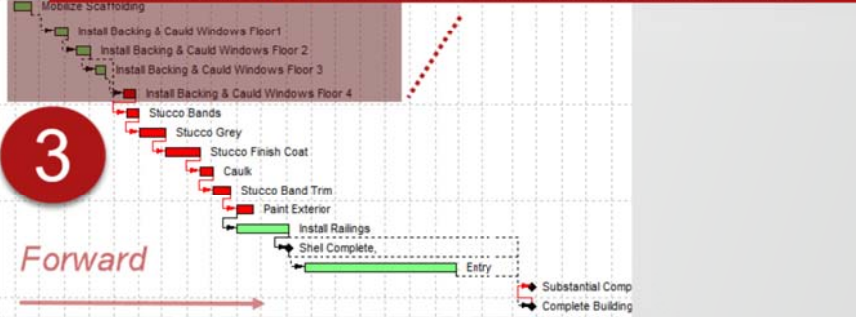 Mobilize Scaffolding
Install Backing & Cauld Windows Floor1
Install Backing & Cauld Windows Floor 2
Install Backing & Cauld Windows Floor 3
Install Backing & Cauld Windows Floor 4
Stucco Bands
3
Stucco Grey
Stucco Finish Coat
Caulk
Stucco Band Trm
Paint Exterior
Install Railings
Shell Complete,
Forward
Entry
Substantial Comp
Complete Building